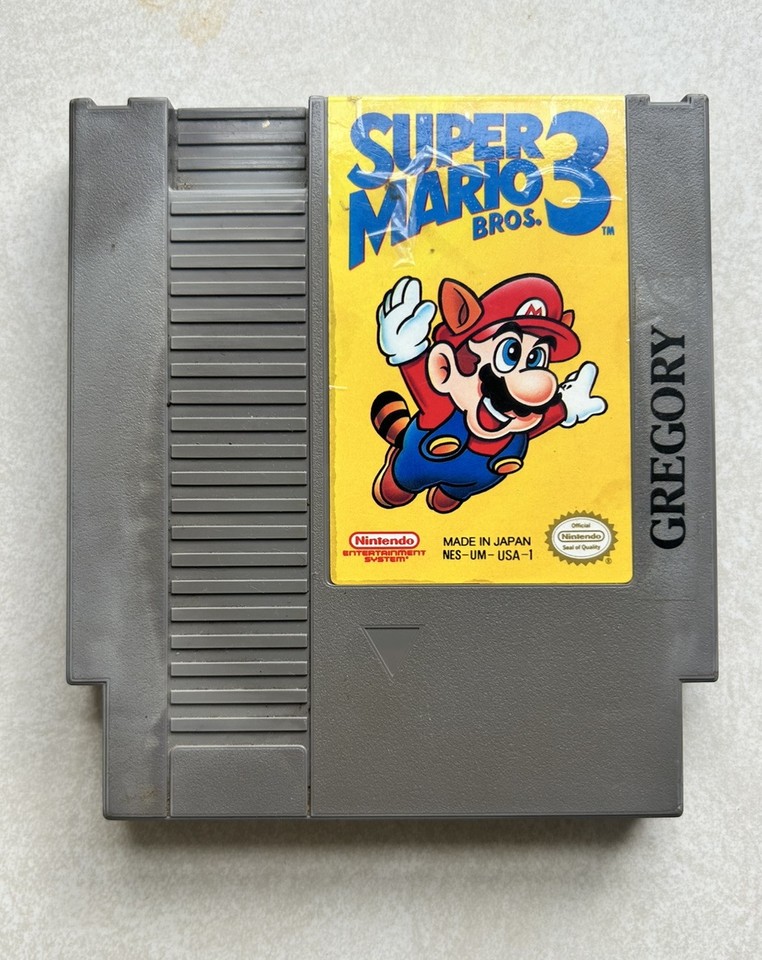 SUPER
MARIO 3
BROS. TM
M
Nintendo
ENTERTAINMENT
SYSTEM
MADE IN JAPAN
NES-UM-USA-1
Official
Nintendo
Seal of Quality
®
GREGORY